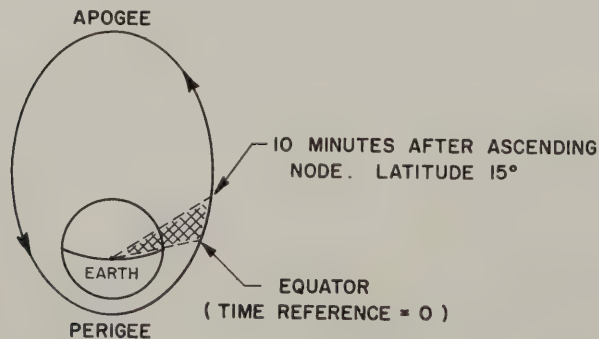 APOGEE
10 MINUTES AFTER ASCENDING
NODE. LATITUDE 15°
EARTH
EQUATOR
(TIME REFERENCE = 0)
PERIGEE